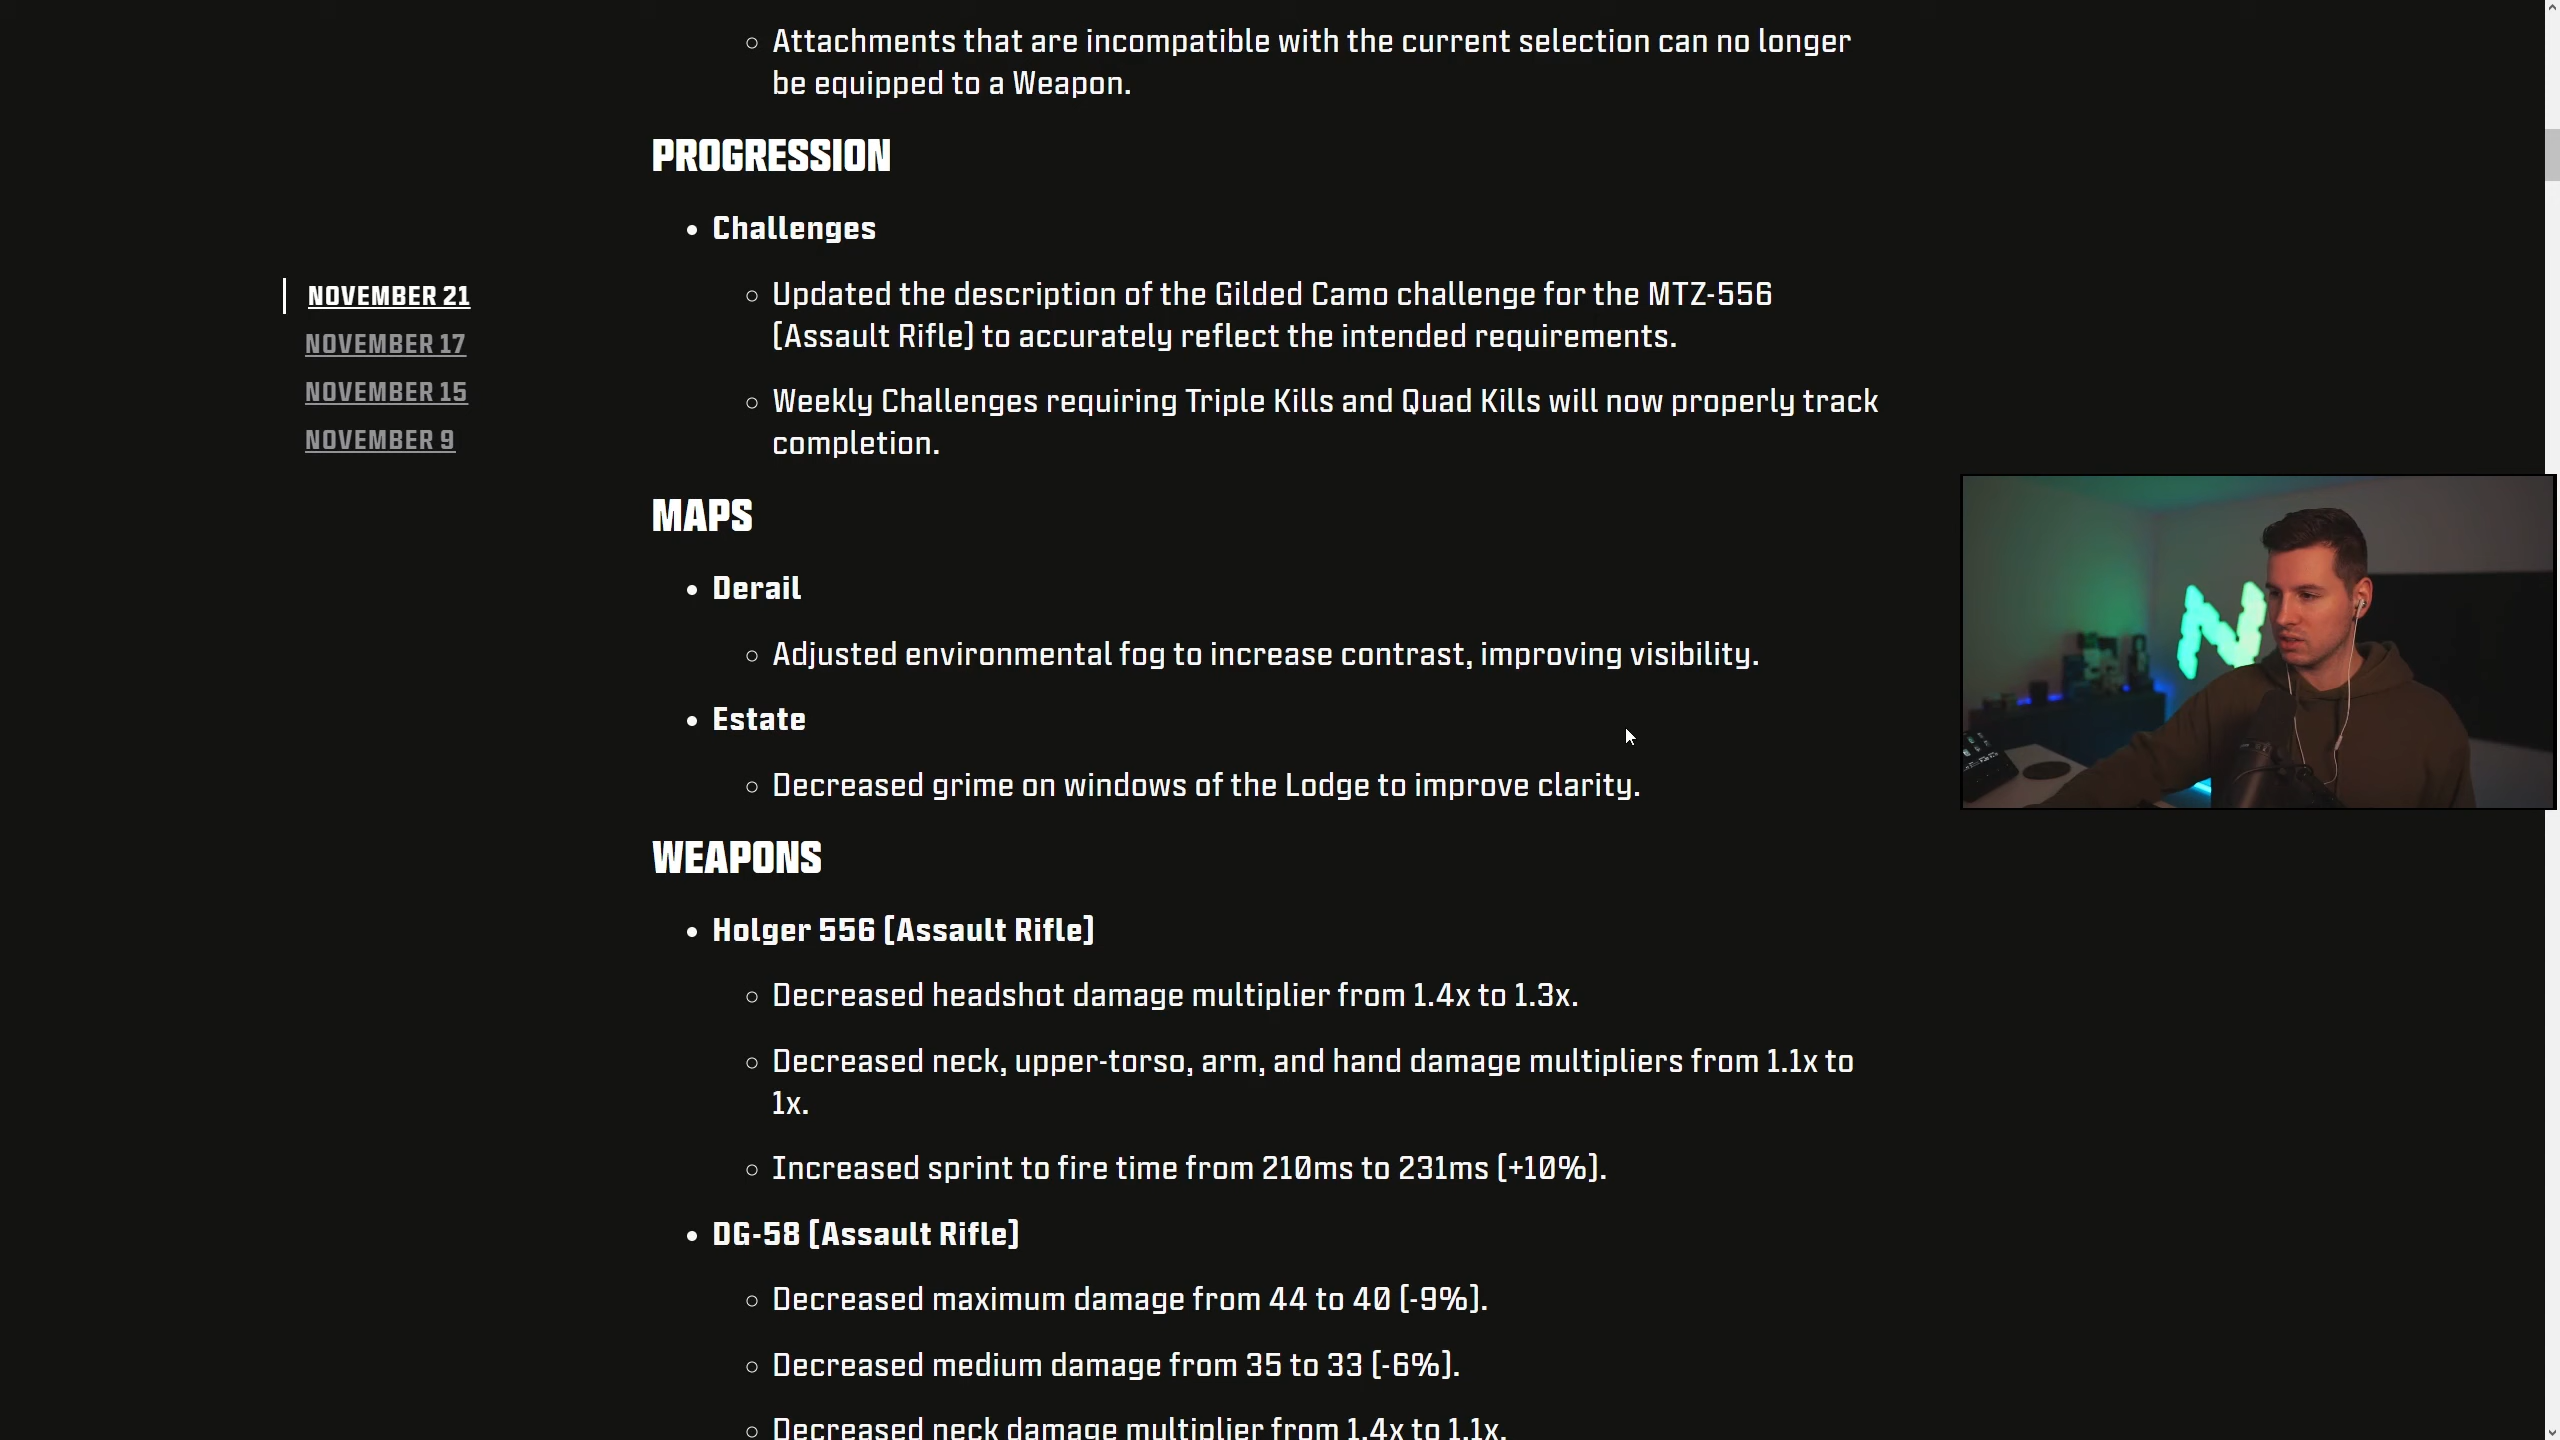 Attachments that are incompatible with the current selection can no longer
be equipped to a Weapon.
PROGRESSION
Challenges
Updated the description of the Gilded Camo challenge for the MTZ-556
[Assault Rifle] to accurately reflect the intended requirements.
Weekly Challenges requiring Triple Kills and Quad Kills will now properly track
completion.
NOVEMBER 21
NOVEMBER 17
NOVEMBER 15
NOVEMBER 9
MAPS
Derail
Adjusted environmental fog to increase contrast, improving visibility.
Estate
Decreased grime on windows of the Lodge to improve clarity.
WEAPONS
Holger 556 [Assault Rifle]
Decreased headshot damage multiplier from 1.4x to 1.3x.
Decreased neck, upper-torso, arm, and hand damage multipliers from 1.1x to
1x.
Increased sprint to fire time from 210ms to 231ms [+10%].
DG-58 [Assault Rifle]
Decreased maximum damage from 44 to 40 [-9%].
Decreased medium damage from 35 to 33 [-6%].
Decreased neck damage multiplier from 1.4x to 1.1x.
N